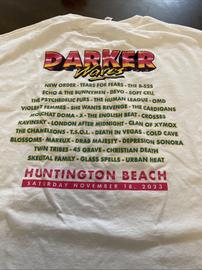 DARKER
Waves
NEW ORDER • TEARS FOR FEARS • THE B-52S
ECHO & THE BUNNYMEN • DEVO • SOFT CELL
THE PSYCHEDELIC FURS • THE HUMAN LEAGUE • OMD
VIOLENT FEMMES • SHE WANTS REVENGE • THE CARDIGANS
MOLCHAT DOMA • X • THE ENGLISH BEAT • CROSSES
KAVINSKY • LONDON AFTER MIDNIGHT • CLAN OF XYMOX
THE CHAMELEONS • T.S.O.L. • DEATH IN VEGAS • COLD CAVE
BLOSSOMS • MAREUX • DRAB MAJESTY • DEPRESION SONORA
TWIN TRIBES • 45 GRAVE • CHRISTIAN DEATH
SKELETAL FAMILY • GLASS SPELLS • URBAN HEAT
HUNTINGTON BEACH
SATURDAY NOVEMBER 18, 2023